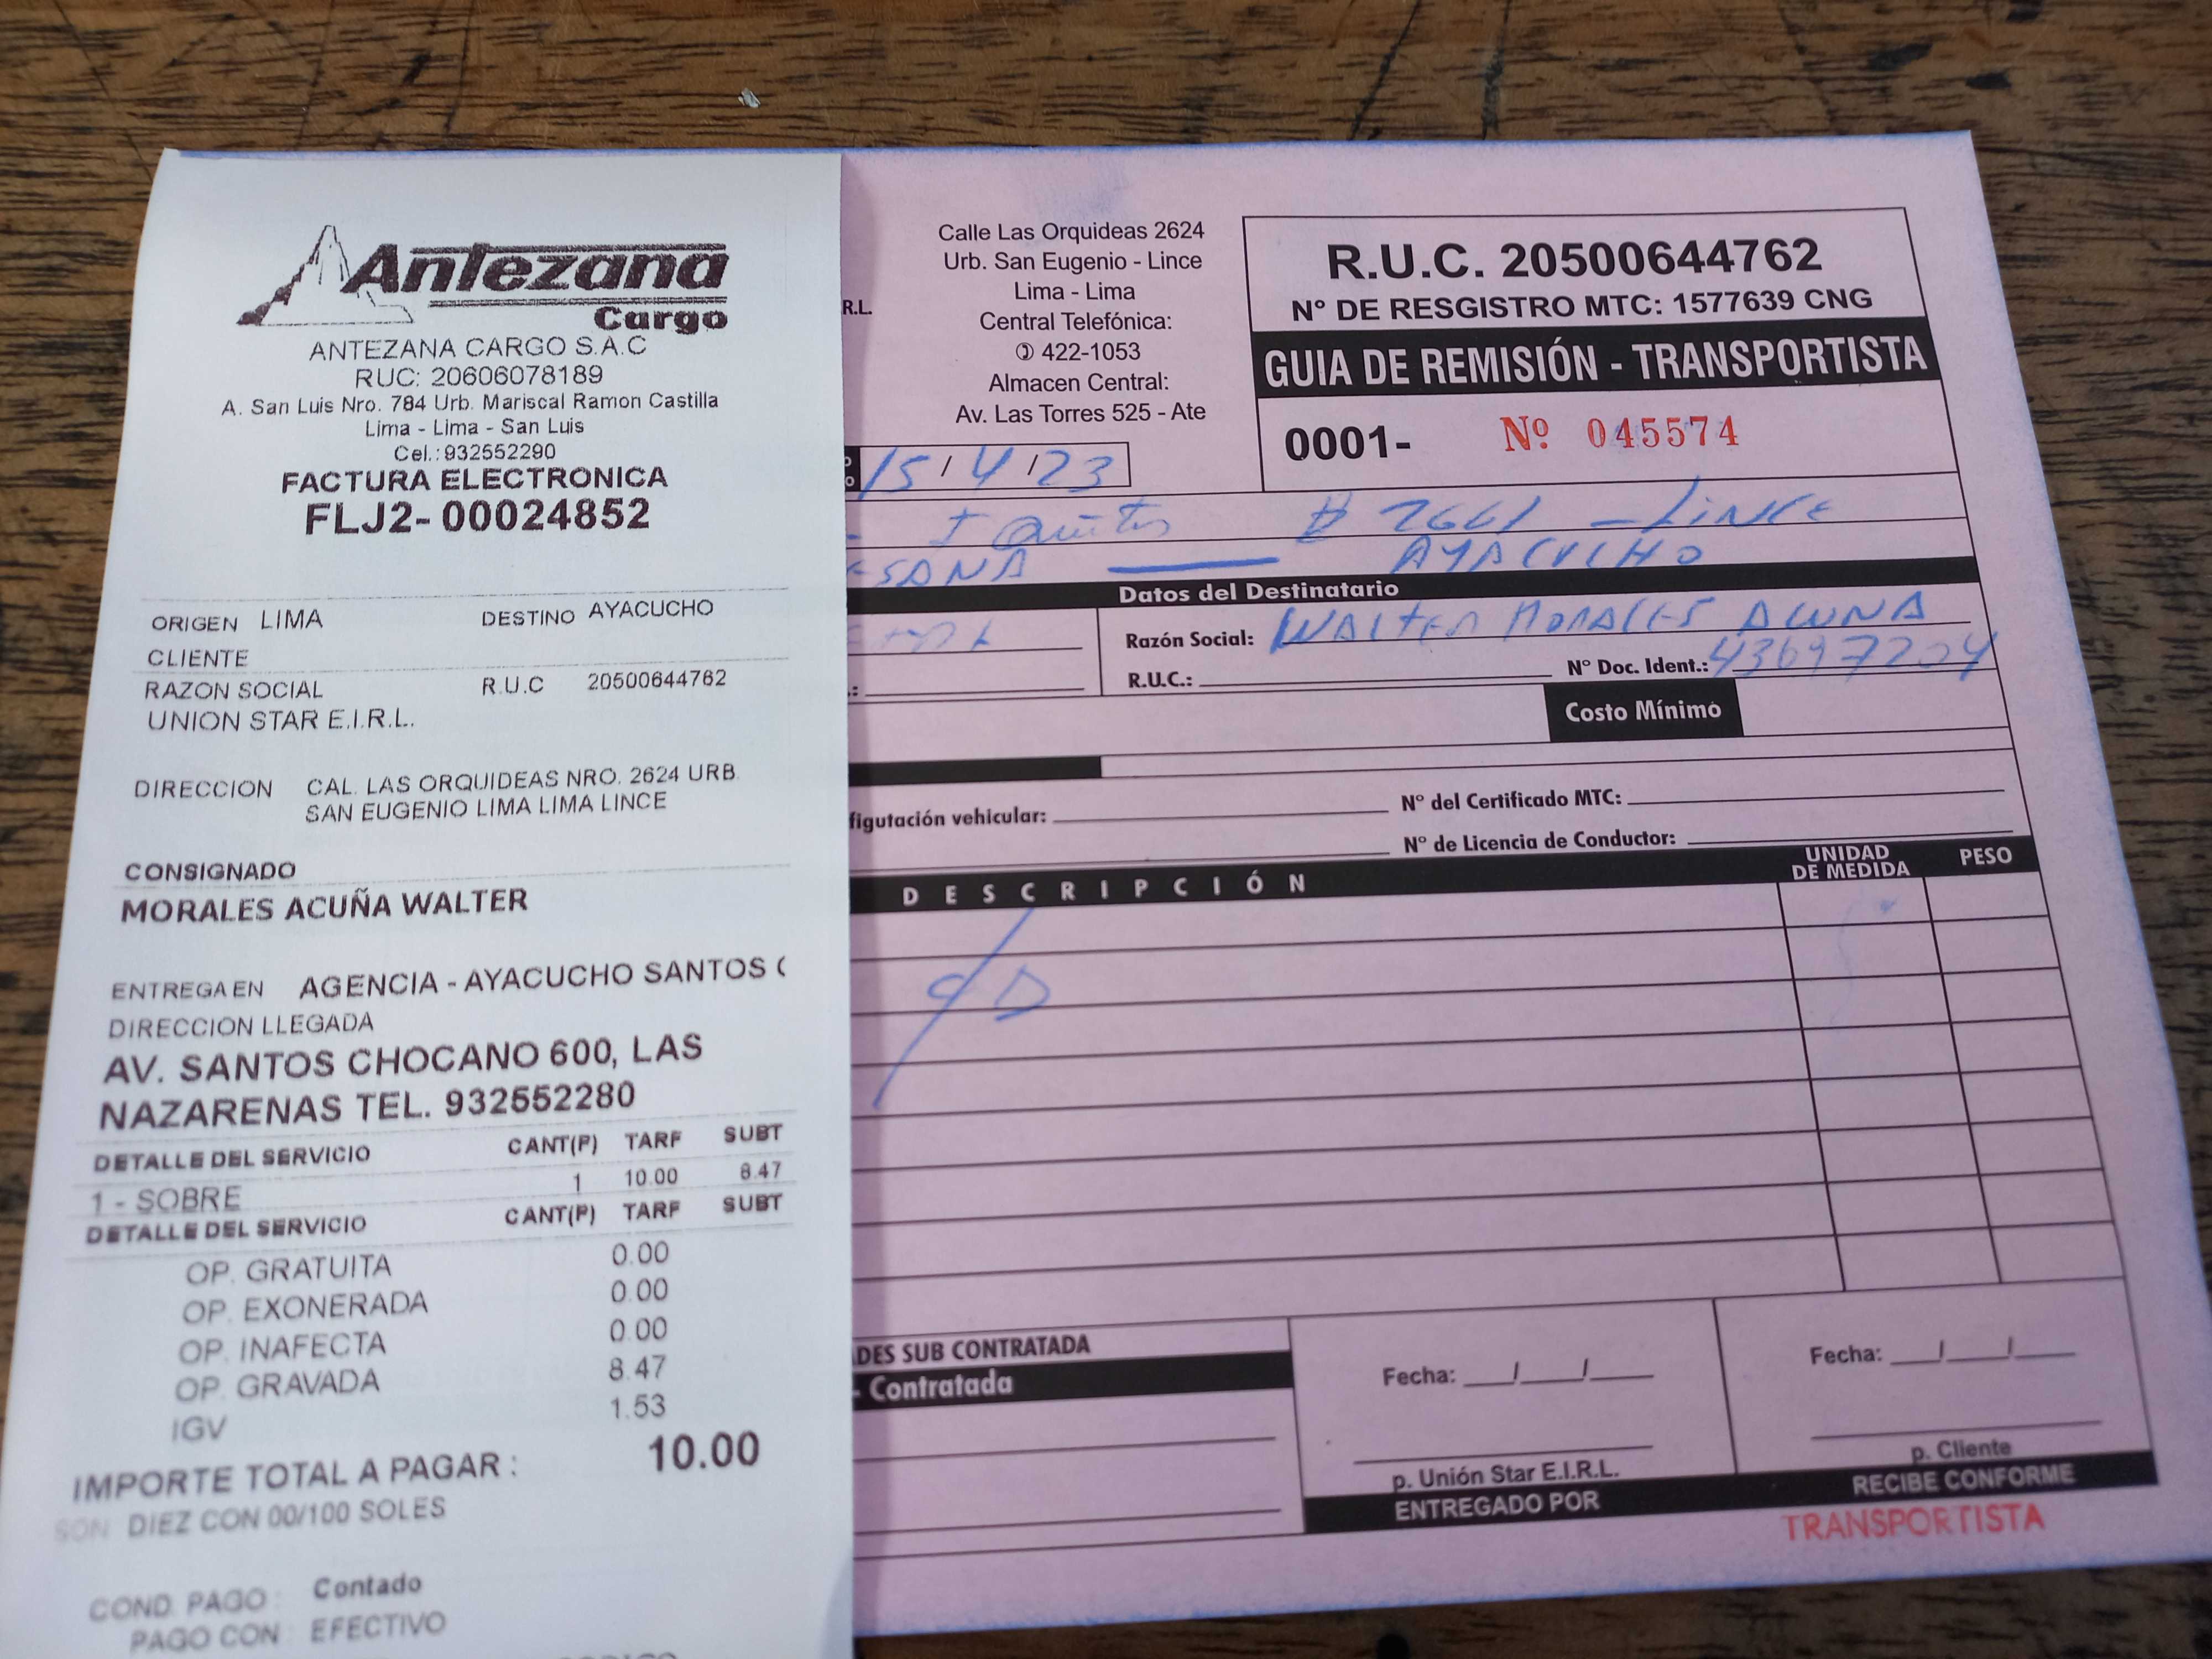 Antezana
Cargo
ANTEZANA CARGO S.A.C
RUC: 20606078189
A. San Luis Nro. 784 Urb. Mariscal Ramon Castilla
Lima - Lima - San Luis
Cel.:932552290
FACTURA ELECTRONICA
FLJ2- 00024852
ORIGEN LIMA DESTINO AYACUCHO
CLIENTE
RAZON SOCIAL R.U.C 20500644762
UNION STAR E.I.R.L.
DIRECCION CAL. LAS ORQUIDEAS NRO. 2624 URB.
SAN EUGENIO LIMA LIMA LINCE
CONSIGNADO
MORALES ACUÑA WALTER
ENTREGA EN AGENCIA - AYACUCHO SANTOS
DIRECCION LLEGADA
AV. SANTOS CHOCANO 600, LAS
NAZARENAS TEL. 932552280
DETALLE DEL SERVICIO CANT(P) TARF SUBT
1 - SOBRE 1 10.00 8.47
DETALLE DEL SERVICIO CANT(P) TARF SUBT
OP. GRATUITA 0.00
OP. EXONERADA 0.00
OP. INAFECTA 0.00
OP. GRAVADA 8.47
IGV 1.53
IMPORTE TOTAL A PAGAR : 10.00
SON DIEZ CON 00/100 SOLES
COND. PAGO : Contado
PAGO CON : EFECTIVO
R.L.
Calle Las Orquideas 2624
Urb. San Eugenio - Lince
Lima - Lima
Central Telefónica:
422-1053
Almacen Central:
Av. Las Torres 525 - Ate
R.U.C. 20500644762
N° DE RESGISTRO MTC: 1577639 CNG
GUIA DE REMISIÓN - TRANSPORTISTA
0001- Nº 045574
15/4/23
# 2661 - LINCE
SANA — AYACUCHO
Datos del Destinatario
Razón Social: WALTER MORALES ACUNA
R.U.C.: N° Doc. Ident.: 43697204
Costo Mínimo
figutación vehicular: N° del Certificado MTC:
N° de Licencia de Conductor:
DESCRIPCIÓN UNIDAD DE MEDIDA PESO
DES SUB CONTRATADA
- Contratada
Fecha: / /
p. Unión Star E.I.R.L.
ENTREGADO POR
Fecha: / /
p. Cliente
RECIBE CONFORME
TRANSPORTISTA